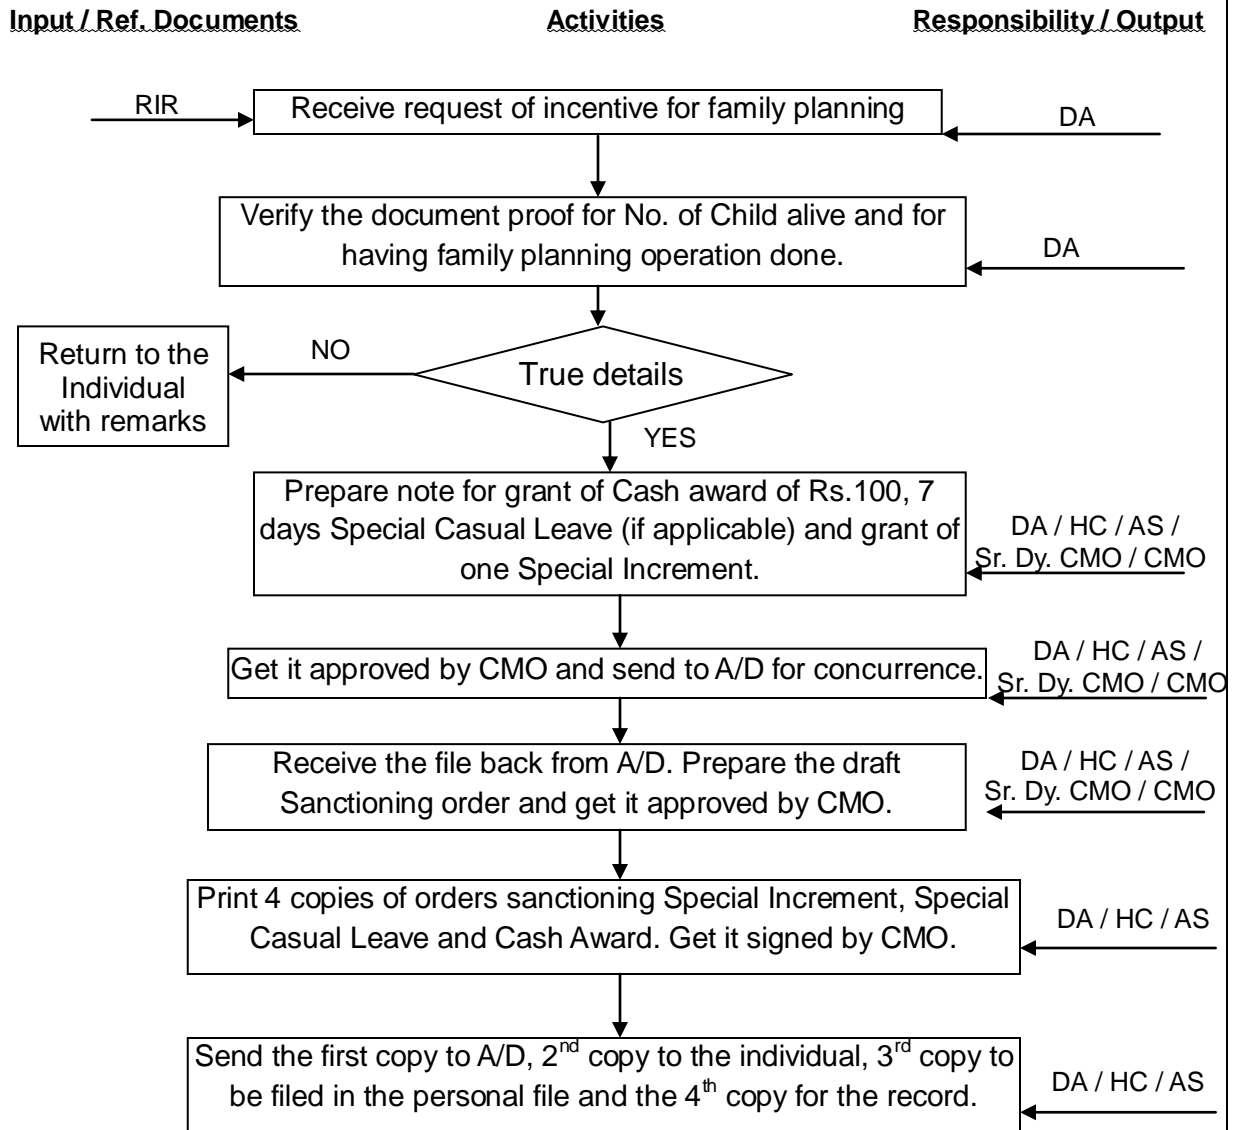 Input / Ref. Documents
Activities
Responsibility / Output
RIR
Receive request of incentive for family planning
DA
Verify the document proof for No. of Child alive and for
having family planning operation done.
DA
Return to the
Individual
with remarks
NO
True details
YES
Prepare note for grant of Cash award of Rs.100, 7
days Special Casual Leave (if applicable) and grant of
one Special Increment.
DA / HC / AS /
Sr. Dy. CMO / CMO
Get it approved by CMO and send to A/D for concurrence.
DA / HC / AS /
Sr. Dy. CMO / CMO
Receive the file back from A/D. Prepare the draft
Sanctioning order and get it approved by CMO.
DA / HC / AS /
Sr. Dy. CMO / CMO
Print 4 copies of orders sanctioning Special Increment, Special
Casual Leave and Cash Award. Get it signed by CMO.
DA / HC / AS
Send the first copy to A/D, 2nd copy to the individual, 3rd copy to
be filed in the personal file and the 4th copy for the record.
DA / HC / AS